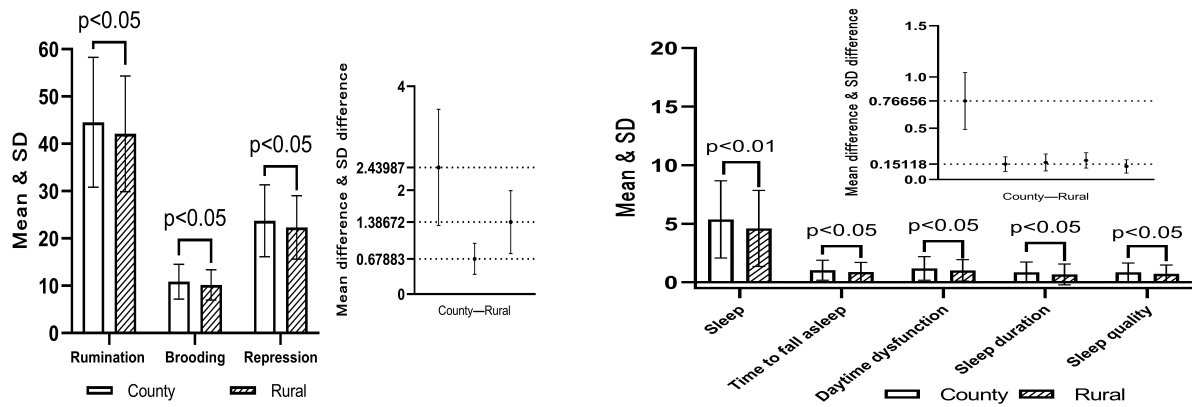 p<0.05
60
50
40
30
20
10
0
Mean & SD
p<0.05
p<0.05
Rumination Brooding Repression
County Rural
Mean difference & SD difference
4
2.43987
2
1.38672
0.67883
0
County—Rural
20
15
10
5
0
Mean & SD
p<0.01
p<0.05
p<0.05
p<0.05
p<0.05
Sleep
Time to fall asleep
Daytime dysfunction
Sleep duration
Sleep quality
County Rural
Mean difference & SD difference
1.5
1.0
0.76656
0.5
0.15118
0.0
County—Rural